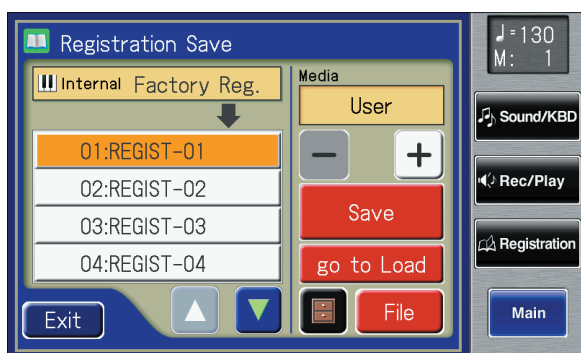 Registration Save
Internal Factory Reg.
01:REGIST-01
02:REGIST-02
03:REGIST-03
04:REGIST-04
Exit
Media
User
Save
go to Load
File
♩=130
M: 1
Sound/KBD
Rec/Play
Registration
Main